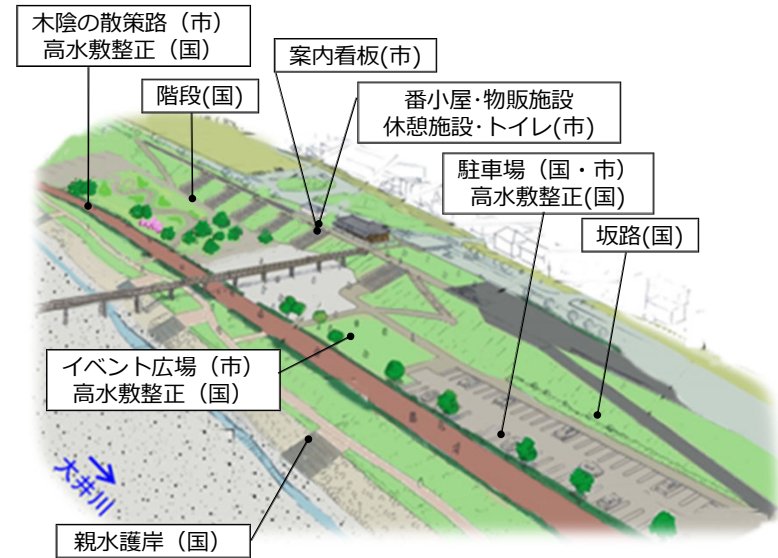 木陰の散策路（市）
高水敷整正（国）
案内看板(市)
階段(国)
番小屋･物販施設
休憩施設･トイレ(市)
駐車場（国・市）
高水敷整正(国)
坂路(国)
イベント広場（市）
高水敷整正（国）
大井川
親水護岸（国）